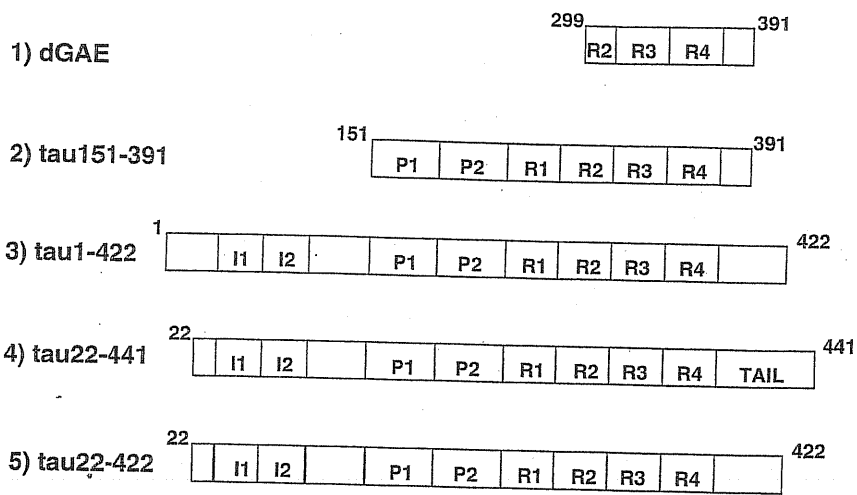 299 391
1) dGAE R2 R3 R4
151 391
2) tau151-391 P1 P2 R1 R2 R3 R4
1 422
3) tau1-422 I1 I2 P1 P2 R1 R2 R3 R4
22 441
4) tau22-441 I1 I2 P1 P2 R1 R2 R3 R4 TAIL
22 422
5) tau22-422 I1 I2 P1 P2 R1 R2 R3 R4